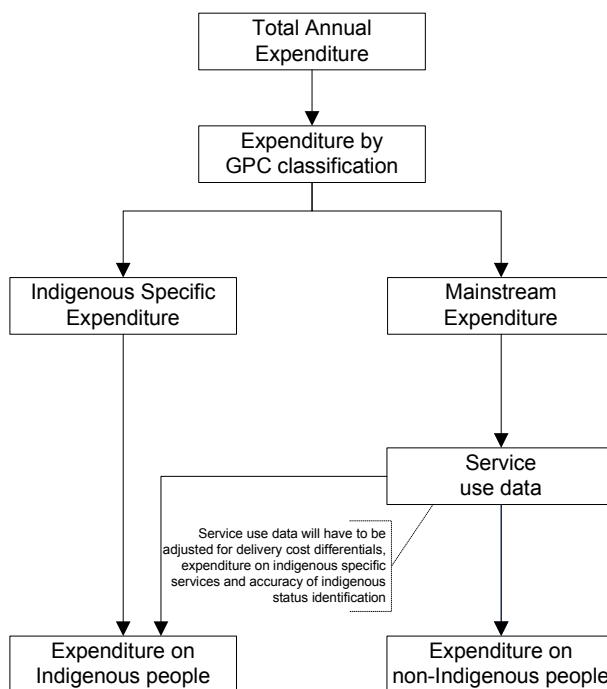 Total Annual
Expenditure
Expenditure by
GPC classification
Indigenous Specific
Expenditure
Mainstream
Expenditure
Service
use data
Service use data will have to be
adjusted for delivery cost differentials,
expenditure on indigenous specific
services and accuracy of indigenous
status identification
Expenditure on
Indigenous people
Expenditure on
non-Indigenous people